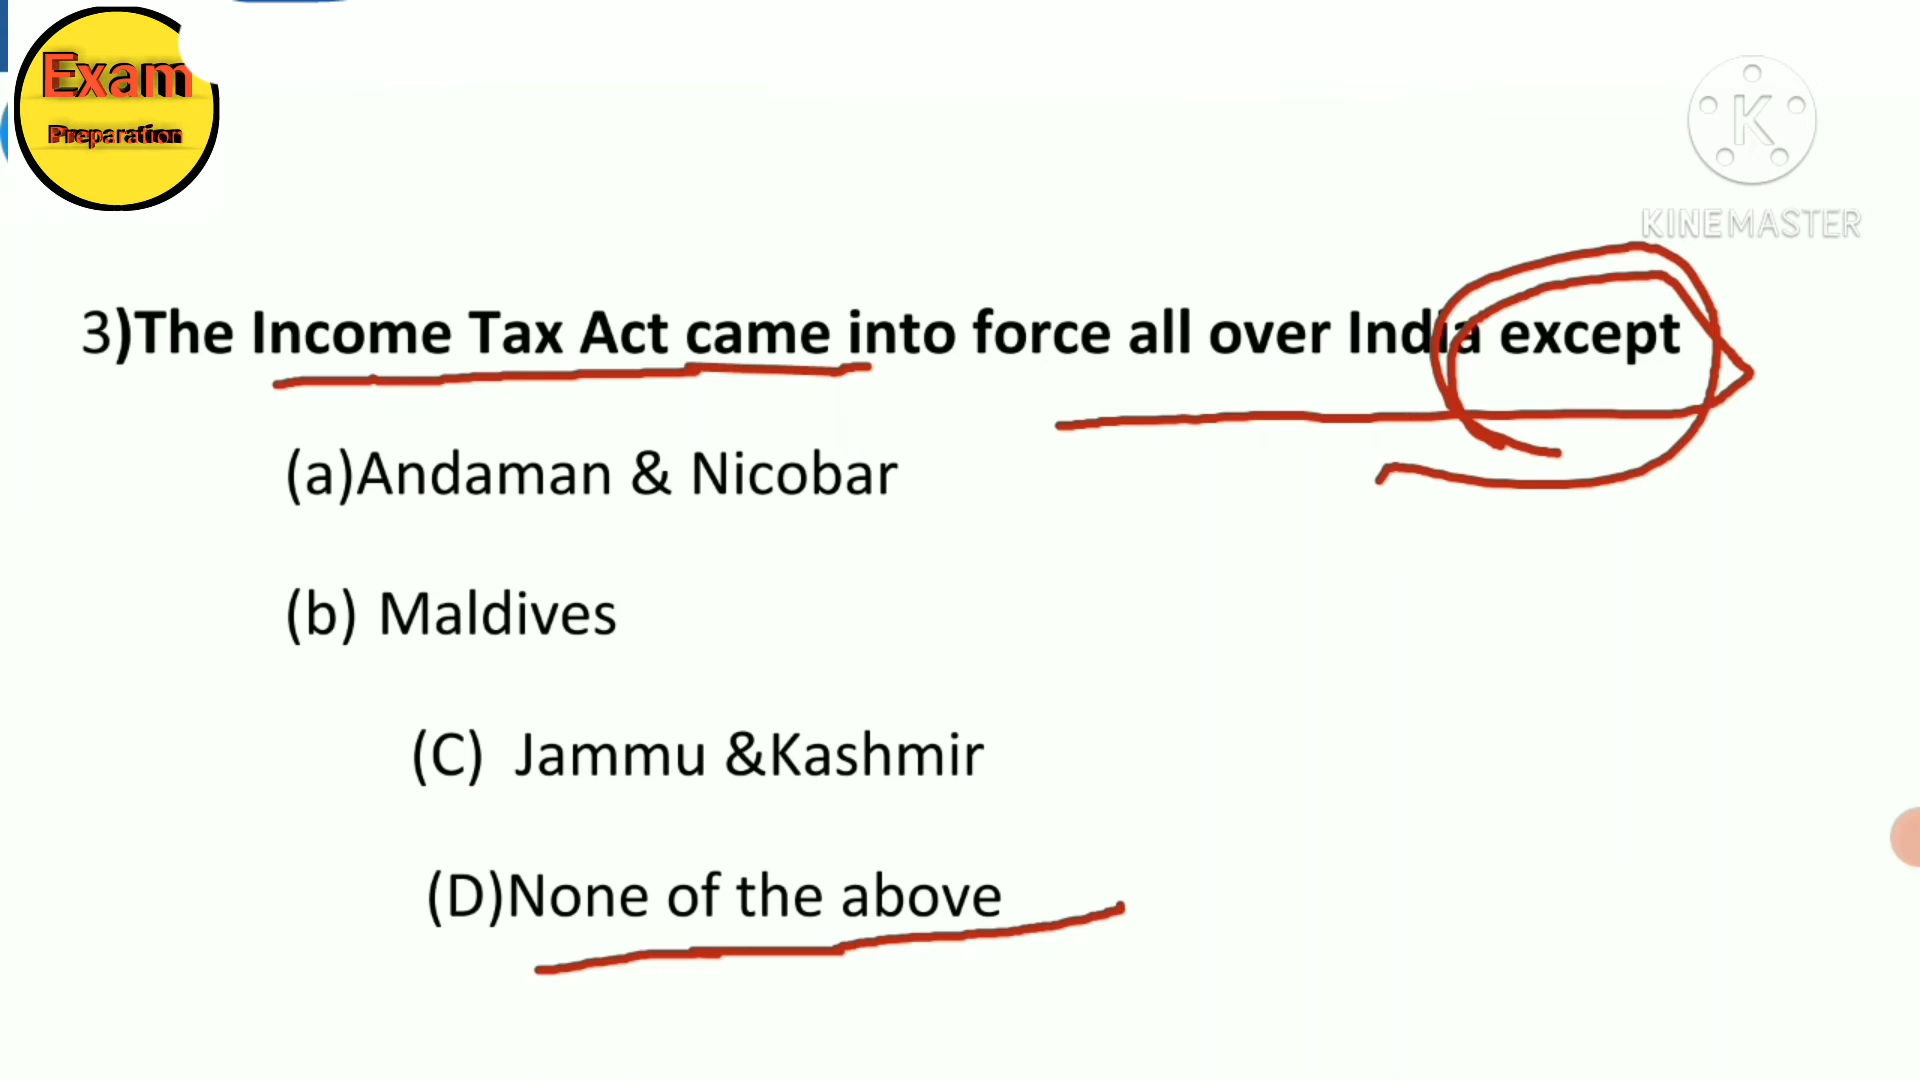 Exam
Preparation
K
KINEMASTER
3)The Income Tax Act came into force all over India except
(a)Andaman & Nicobar
(b) Maldives
(C) Jammu &Kashmir
(D)None of the above